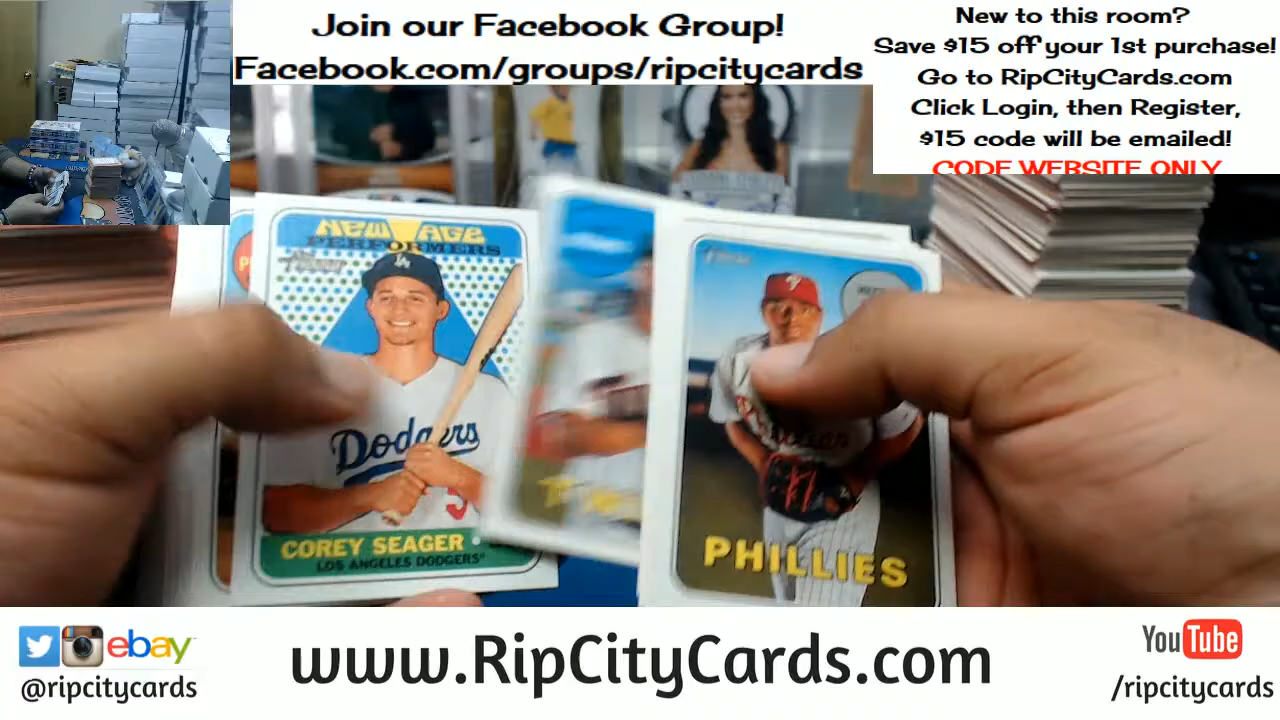 Join our Facebook Group!
Facebook.com/groups/ripcitycards
New to this room?
Save $15 off your 1st purchase!
Go to RipCityCards.com
Click Login, then Register,
$15 code will be emailed!
CODE WEBSITE ONLY
NEW AGE
PERFORMERS
Dodgers
5
COREY SEAGER
LOS ANGELES DODGERS
PHILLIES
ebay
@ripcitycards
www.RipCityCards.com
YouTube
/ripcitycards